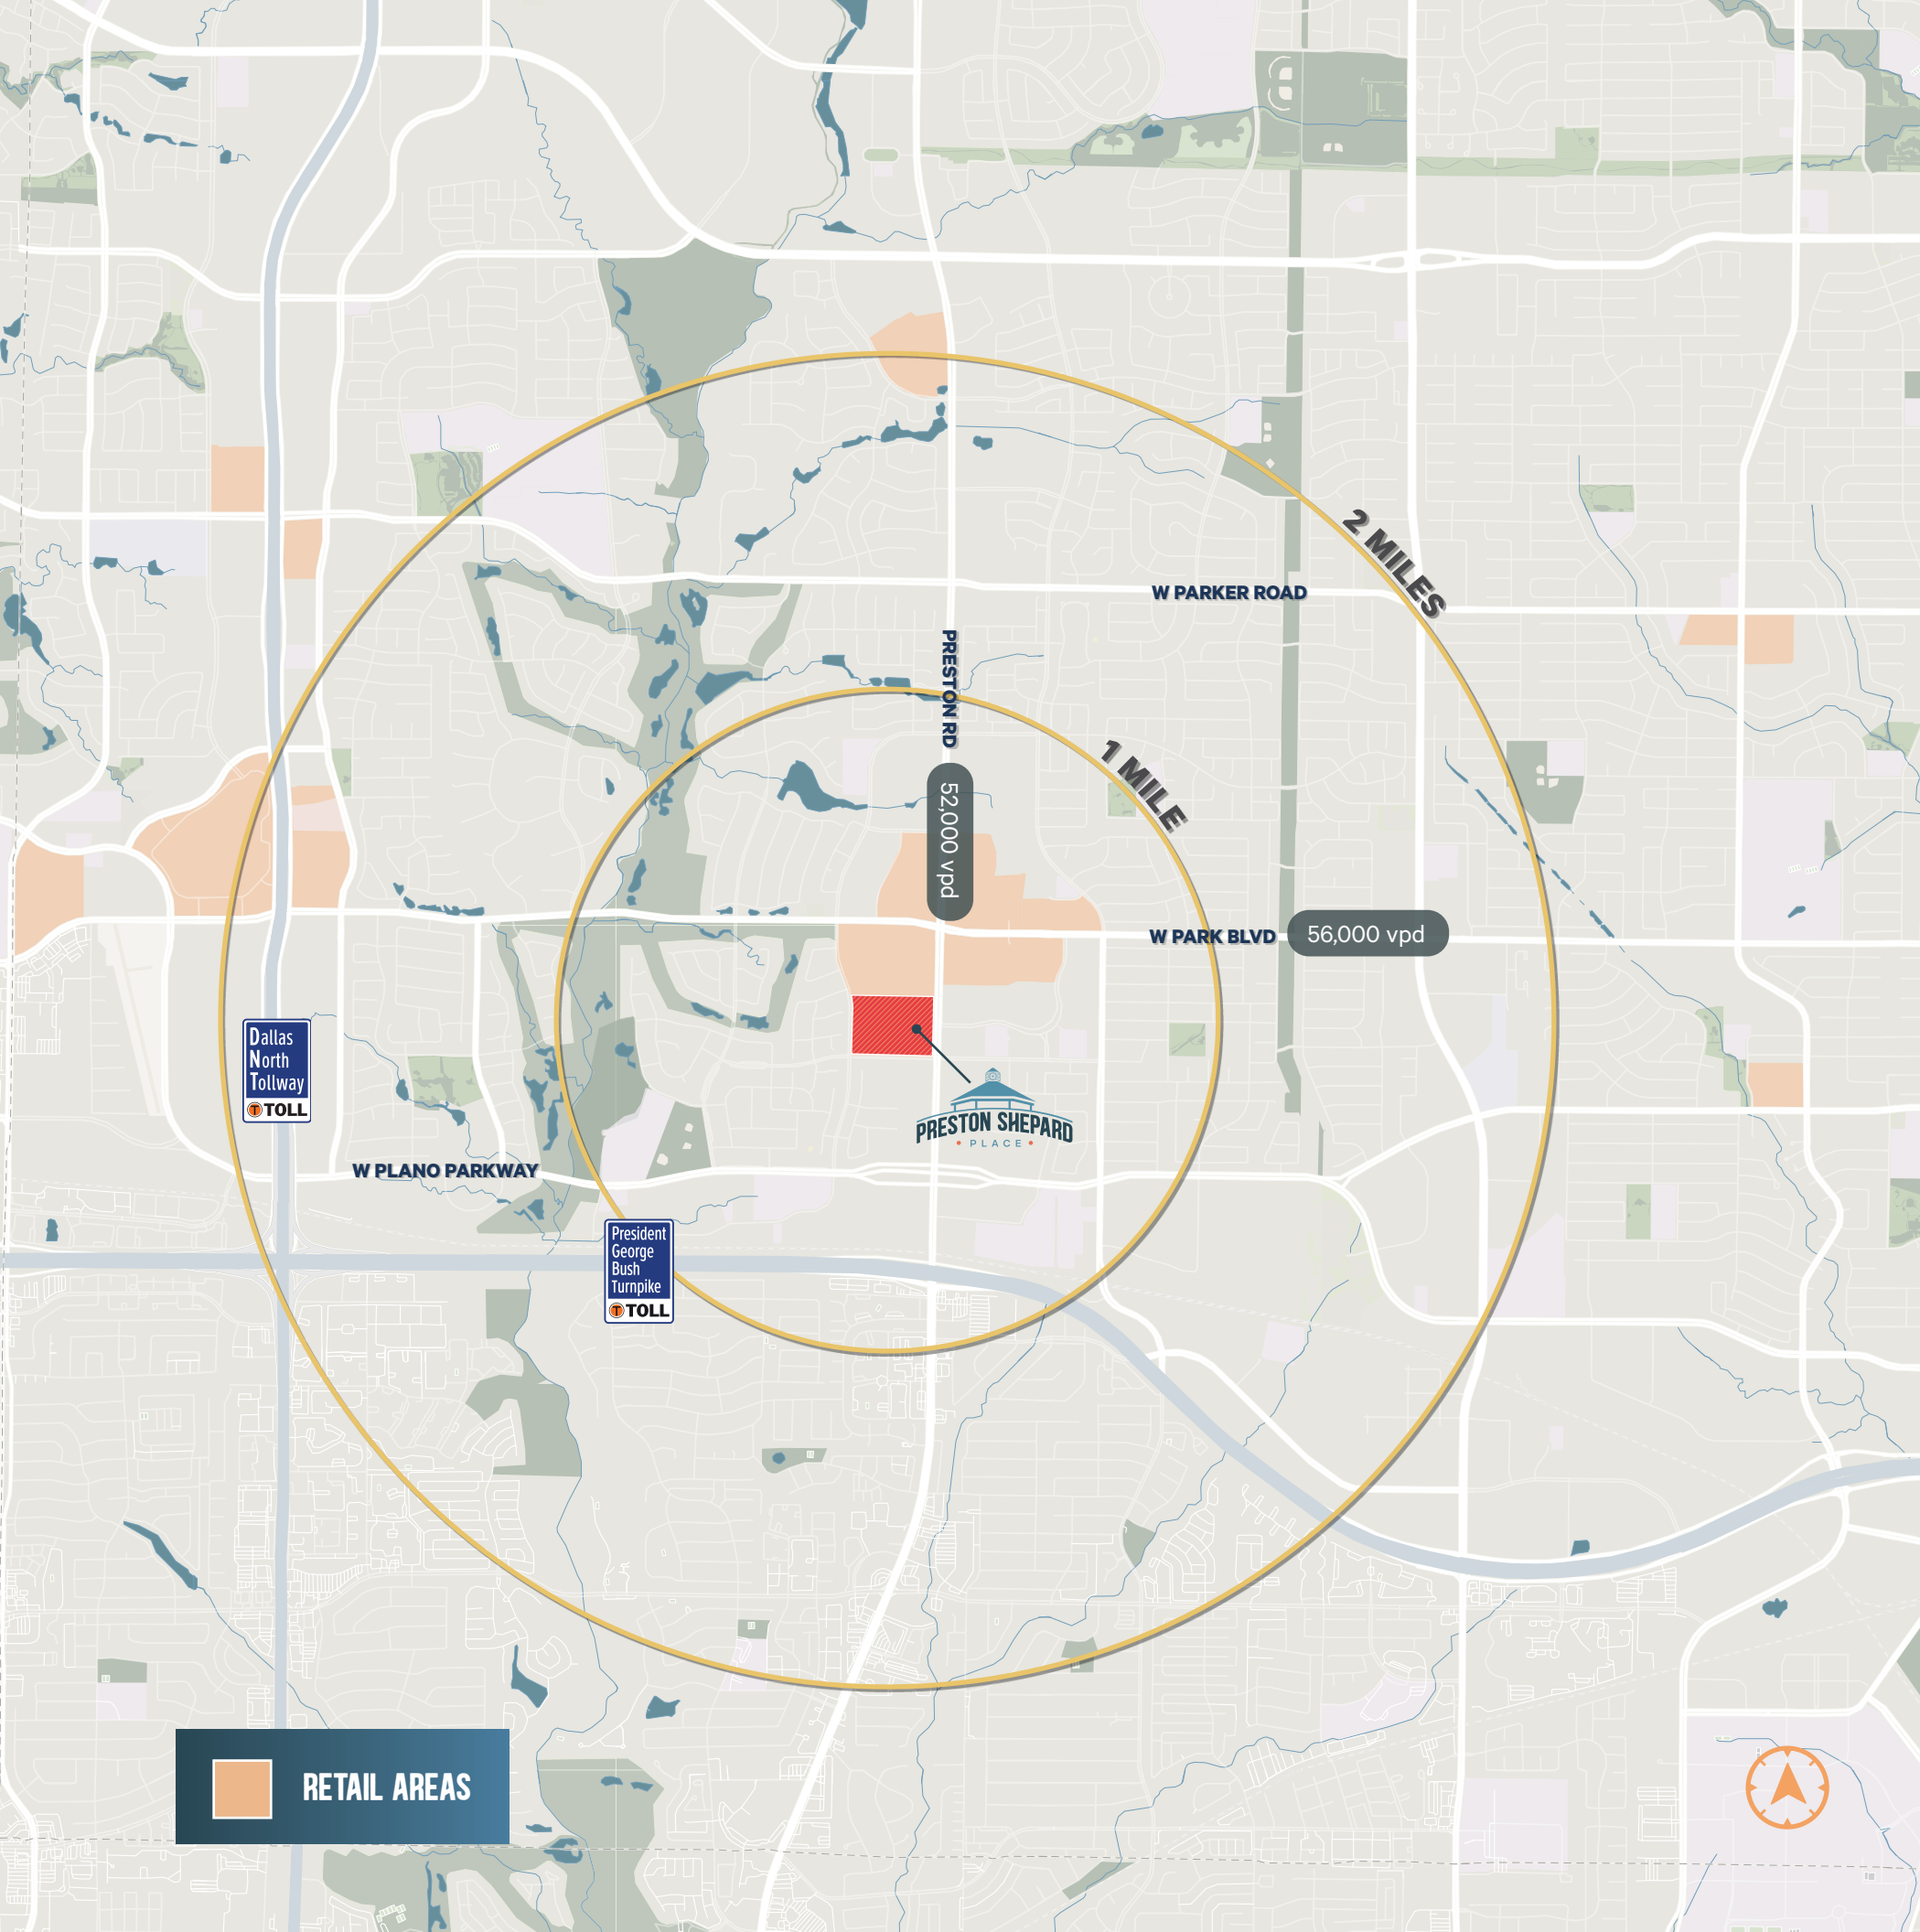 2 MILES
W PARKER ROAD
PRESTON RD
1 MILE
52,000 vpd
W PARK BLVD
56,000 vpd
Dallas
North
Tollway
TOLL
PRESTON SHEPARD
• PLACE •
W PLANO PARKWAY
President
George
Bush
Turnpike
TOLL
RETAIL AREAS